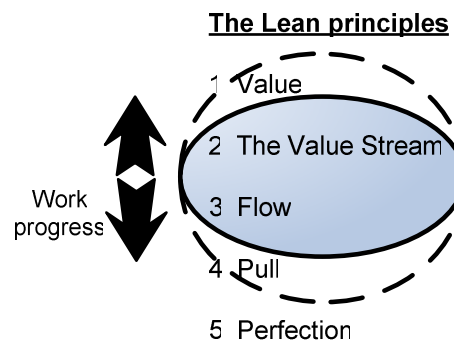 The Lean principles
1 Value
2 The Value Stream
3 Flow
4 Pull
5 Perfection
Work
progress